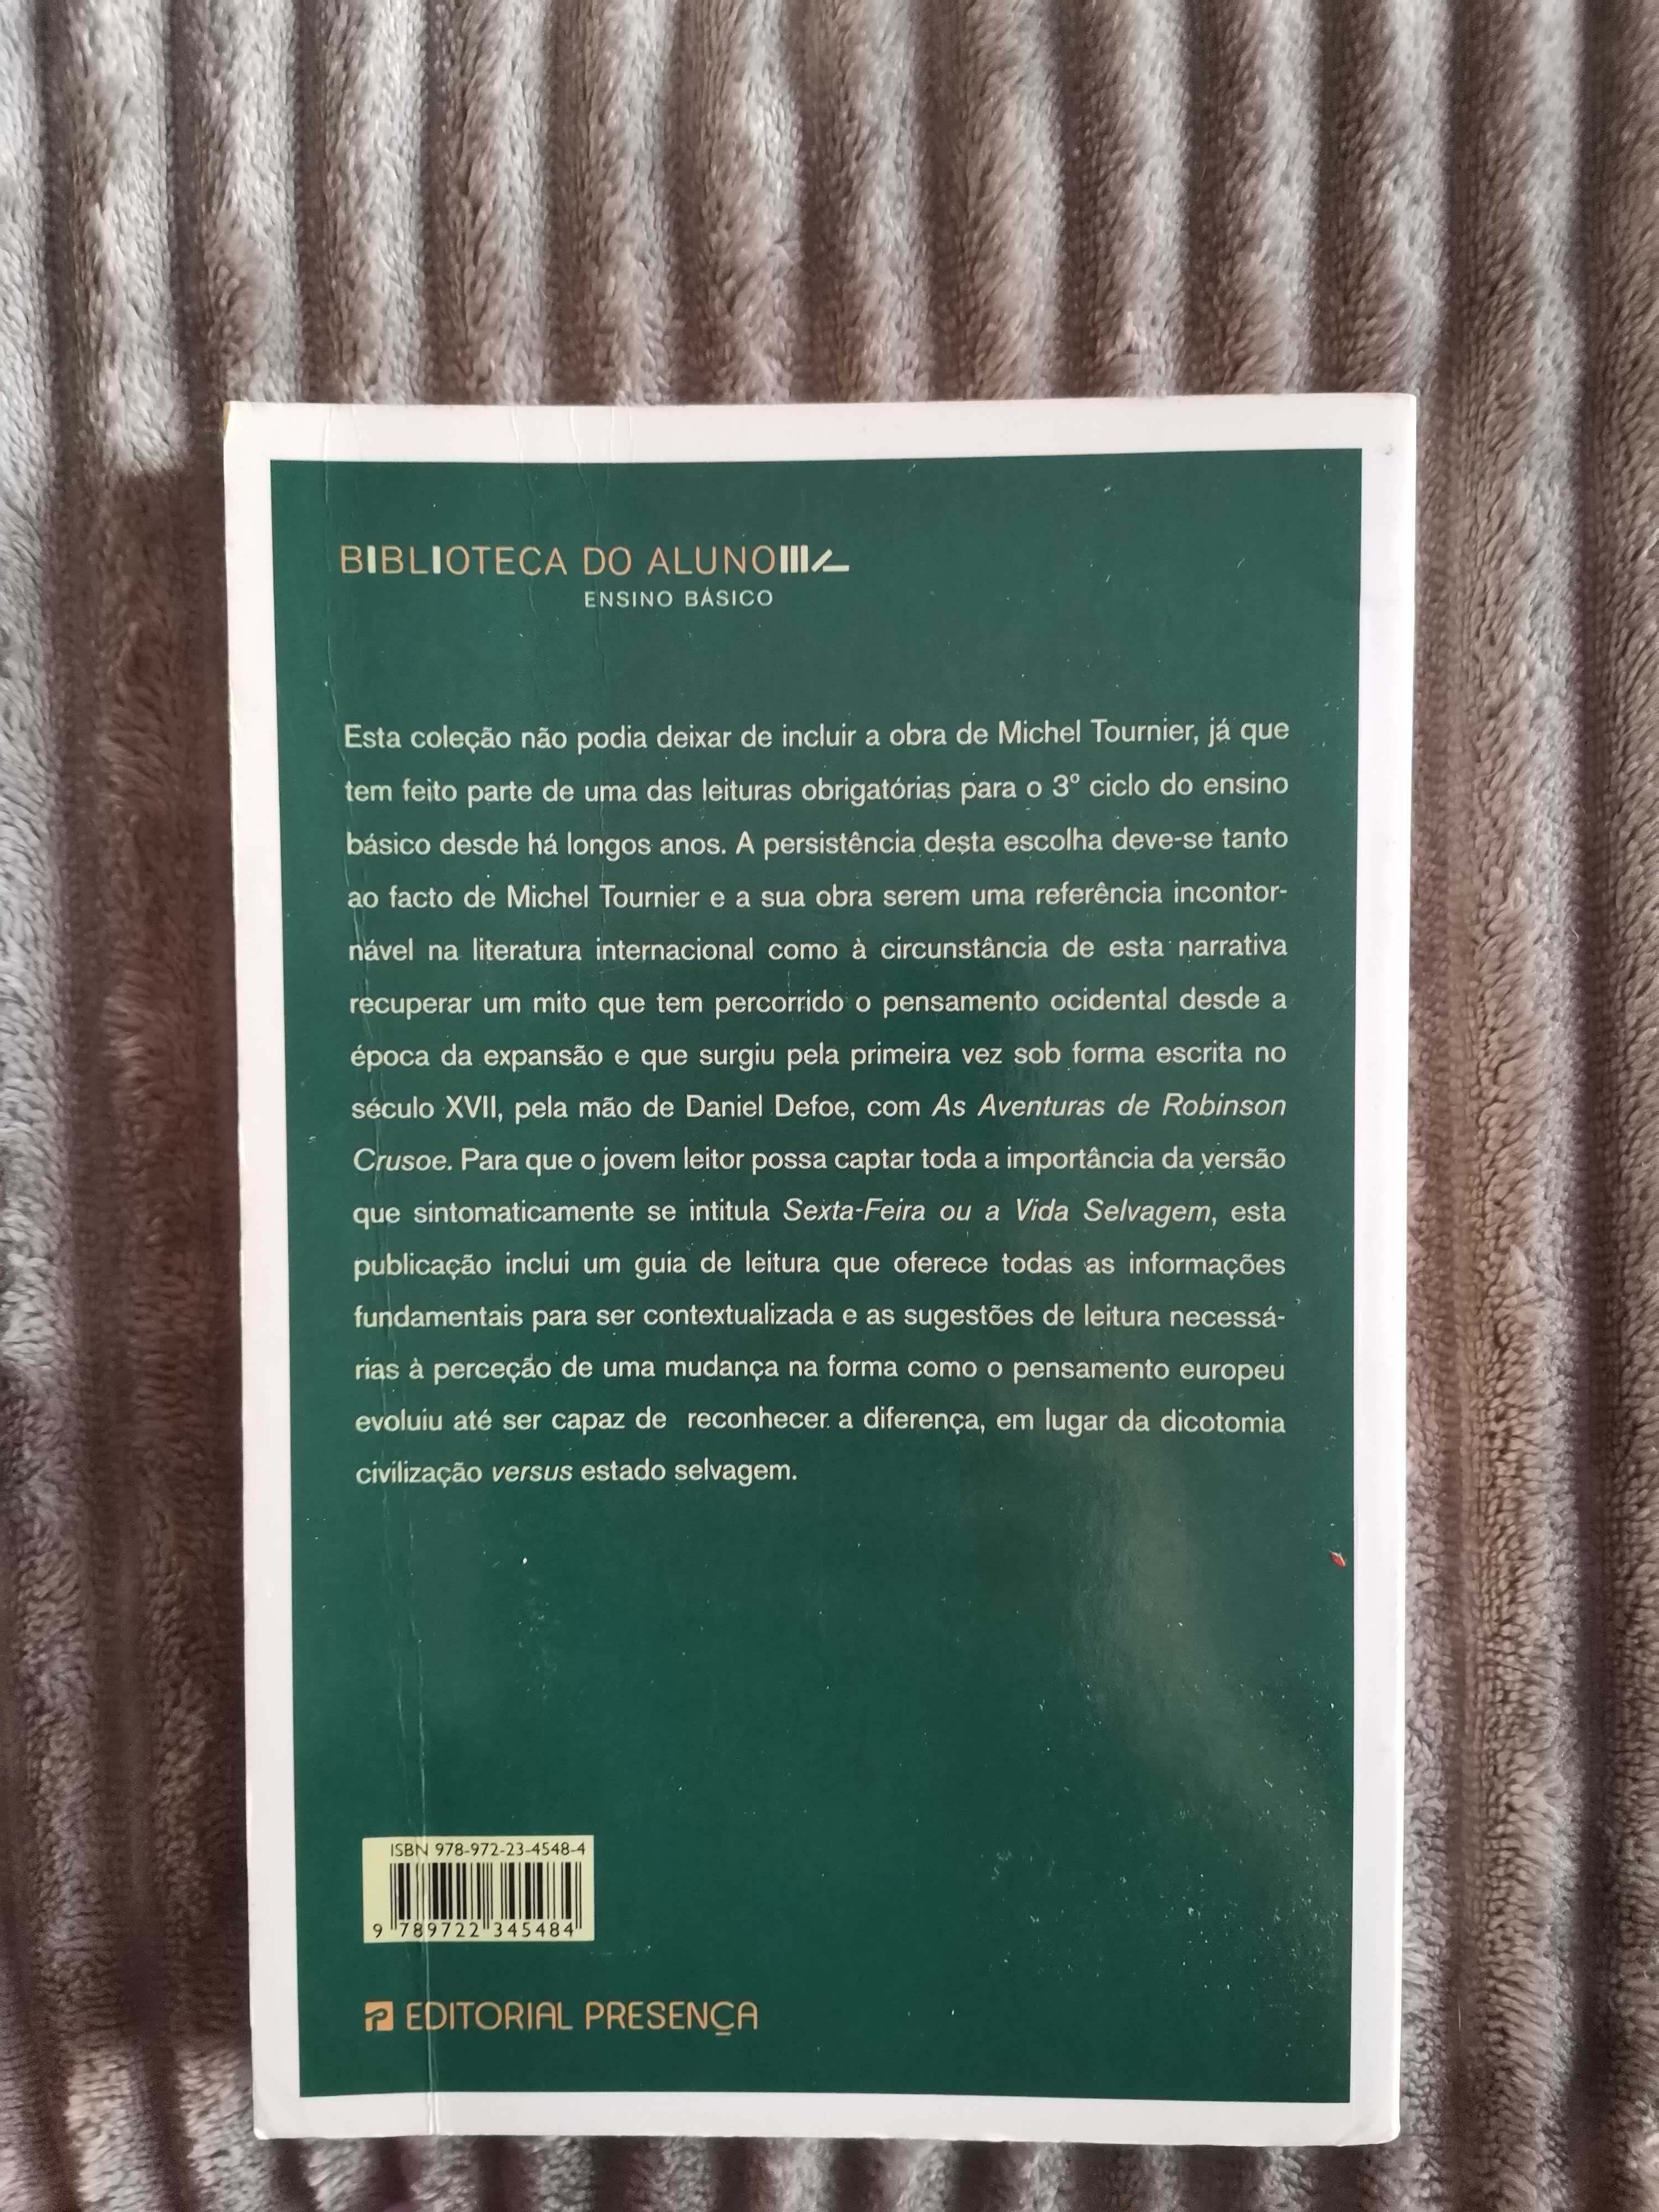 BIBLIOTECA DO ALUNO
ENSINO BÁSICO
Esta coleção não podia deixar de incluir a obra de Michel Tournier, já que
tem feito parte de uma das leituras obrigatórias para o 3º ciclo do ensino
básico desde há longos anos. A persistência desta escolha deve-se tanto
ao facto de Michel Tournier e a sua obra serem uma referência incontor-
nável na literatura internacional como à circunstância de esta narrativa
recuperar um mito que tem percorrido o pensamento ocidental desde a
época da expansão e que surgiu pela primeira vez sob forma escrita no
século XVII, pela mão de Daniel Defoe, com As Aventuras de Robinson
Crusoe. Para que o jovem leitor possa captar toda a importância da versão
que sintomaticamente se intitula Sexta-Feira ou a Vida Selvagem, esta
publicação inclui um guia de leitura que oferece todas as informações
fundamentais para ser contextualizada e as sugestões de leitura necessá-
rias à perceção de uma mudança na forma como o pensamento europeu
evoluiu até ser capaz de reconhecer a diferença, em lugar da dicotomia
civilização versus estado selvagem.
ISBN 978-972-23-4548-4
9 789722 345484
EDITORIAL PRESENÇA